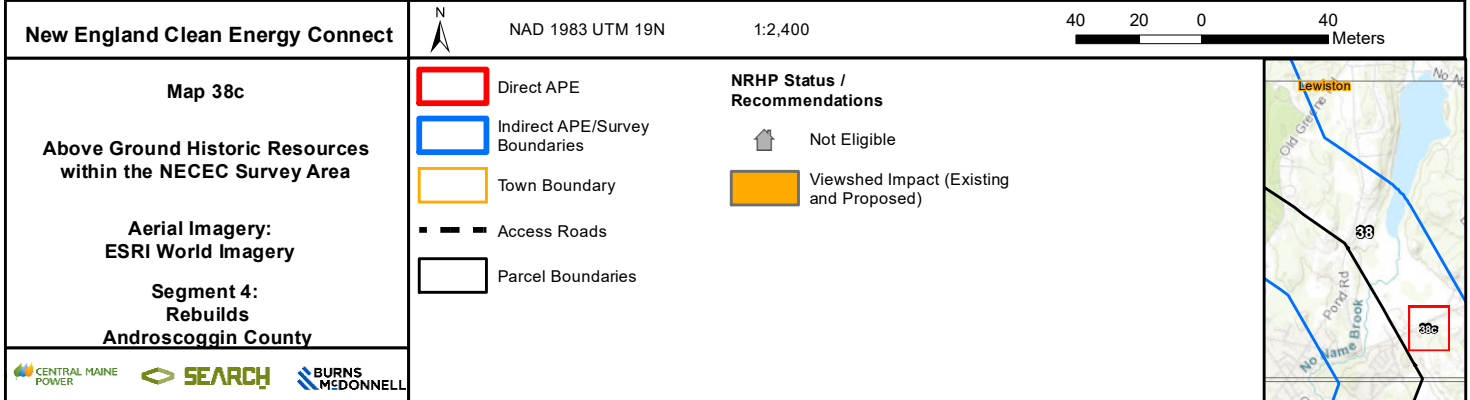 New England Clean Energy Connect
N
NAD 1983 UTM 19N
1:2,400
40 20 0 40
Meters
Map 38c
Above Ground Historic Resources
within the NECEC Survey Area
Aerial Imagery:
ESRI World Imagery
Segment 4:
Rebuilds
Androscoggin County
CENTRAL MAINE
POWER
SEARCH
BURNS
MCDONNELL
Direct APE
Indirect APE/Survey
Boundaries
Town Boundary
Access Roads
Parcel Boundaries
NRHP Status /
Recommendations
Not Eligible
Viewshed Impact (Existing
and Proposed)
Lewiston
No Na
Old Greene
38
Pond Rd
No Name Brook
38c